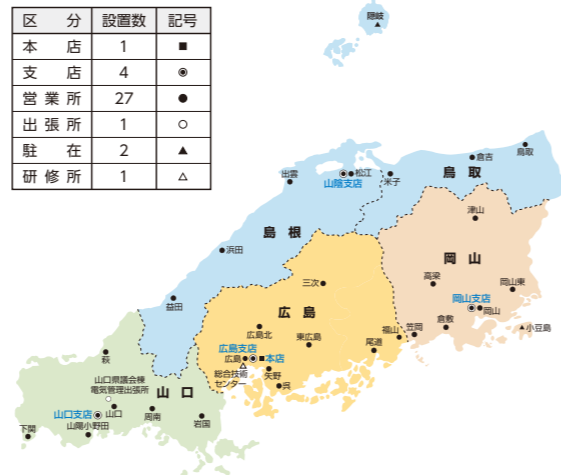 区分 設置数 記号
本店 1 ■
支店 4 ◉
営業所 27 ●
出張所 1 ○
駐在 2 ▲
研修所 1 △
隠岐
鳥取
倉吉
鳥取
出雲
松江
山陰支店
米子
津山
島根
浜田
岡山
三次
高梁
岡山東
益田
広島
岡山支店
岡山
広島北
倉敷
小豆島
東広島
福山
笠岡
広島支店
尾道
萩
広島
本店
総合技術
センター
矢野
呉
山口県議会棟
電気管理出張所
山口
山口支店
山口
周南
岩国
下関
山陽小野田